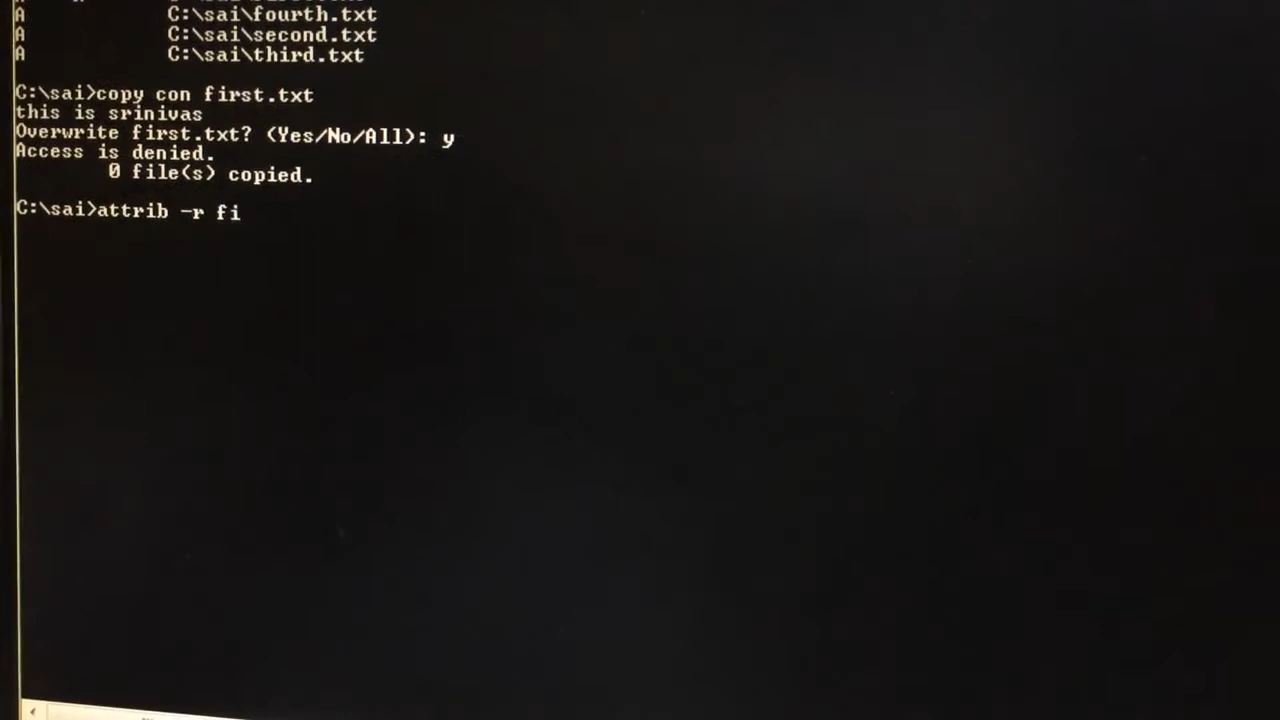 A C:\sai\fourth.txt
A C:\sai\second.txt
A C:\sai\third.txt
C:\sai>copy con first.txt
this is srinivas
Overwrite first.txt? (Yes/No/All): y
Access is denied.
0 file(s) copied.
C:\sai>attrib -r fi